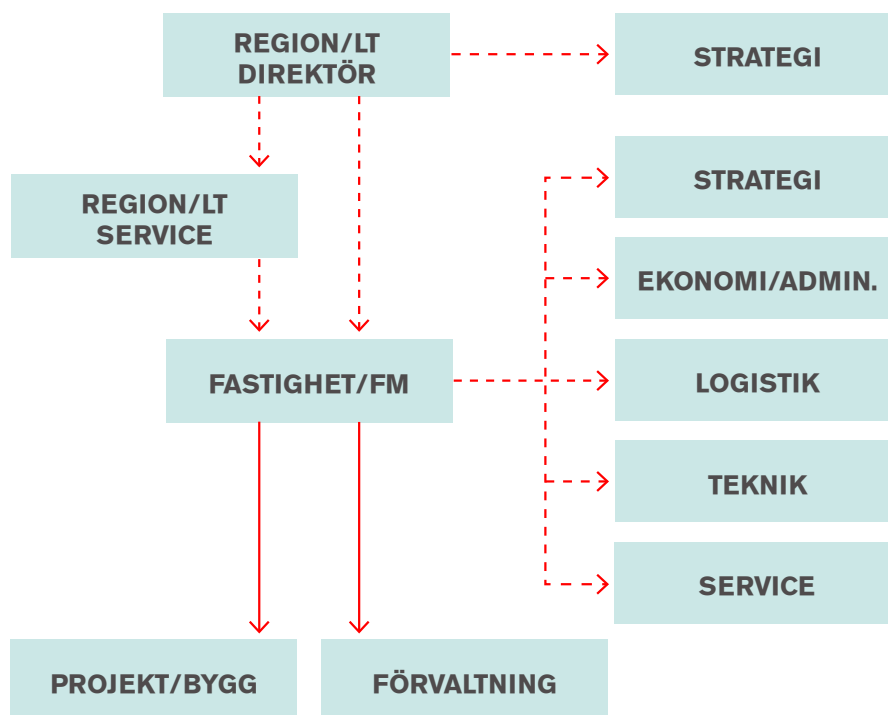 REGION/LT
DIREKTÖR
STRATEGI
STRATEGI
REGION/LT
SERVICE
EKONOMI/ADMIN.
FASTIGHET/FM
LOGISTIK
TEKNIK
SERVICE
PROJEKT/BYGG
FÖRVALTNING